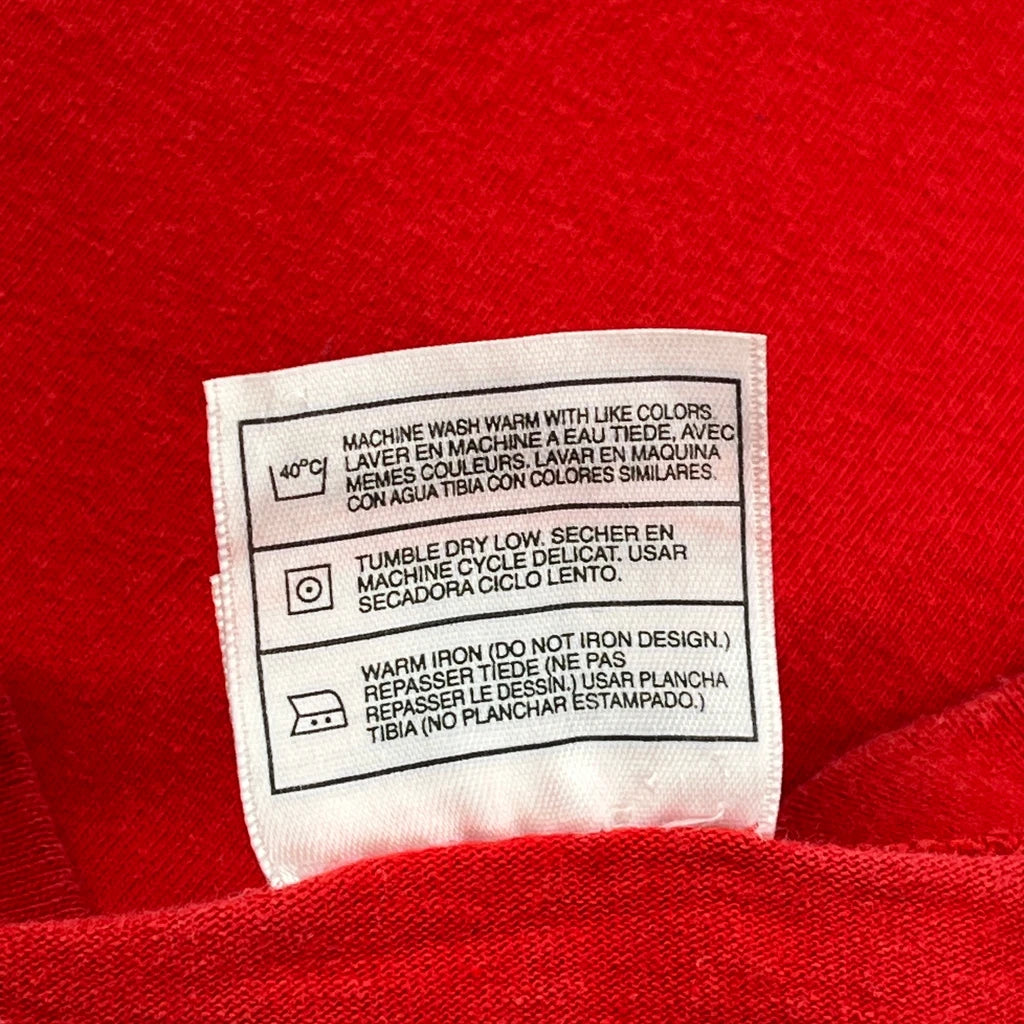 40°C
MACHINE WASH WARM WITH LIKE COLORS.
LAVER EN MACHINE A EAU TIEDE, AVEC
MEMES COULEURS. LAVAR EN MAQUINA
CON AGUA TIBIA CON COLORES SIMILARES.
TUMBLE DRY LOW. SECHER EN
MACHINE CYCLE DELICAT. USAR
SECADORA CICLO LENTO.
WARM IRON (DO NOT IRON DESIGN.)
REPASSER TIEDE (NE PAS
REPASSER LE DESSIN.) USAR PLANCHA
TIBIA (NO PLANCHAR ESTAMPADO.)